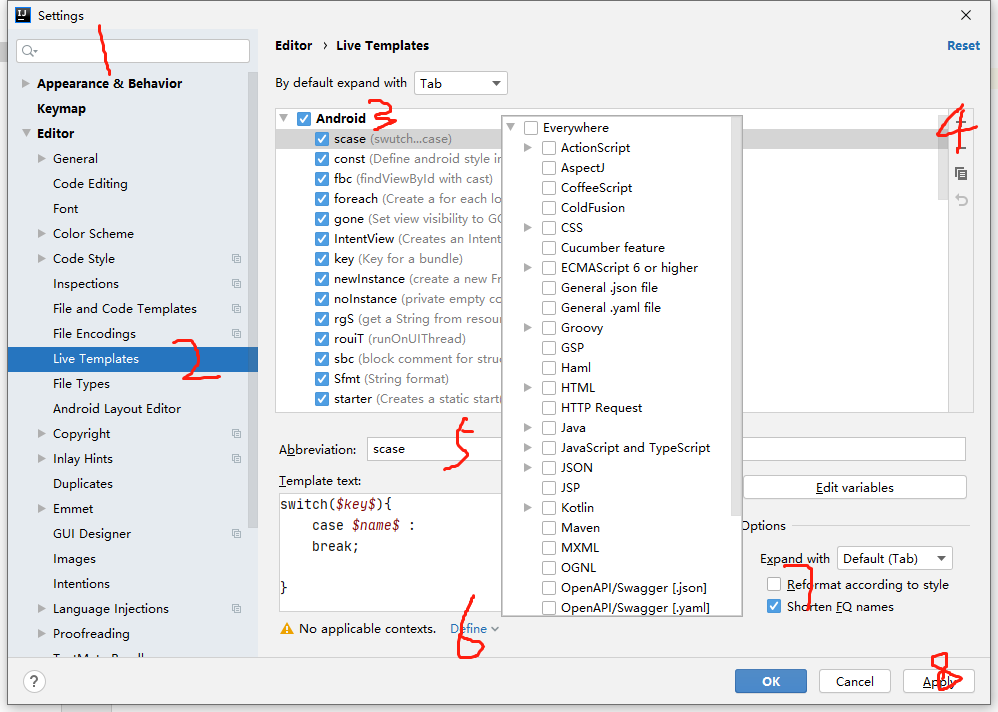 IJ
Settings
1
Appearance & Behavior
Keymap
Editor
General
Code Editing
Font
Color Scheme
Code Style
Inspections
File and Code Templates
File Encodings
Live Templates
2
File Types
Android Layout Editor
Copyright
Inlay Hints
Duplicates
Emmet
GUI Designer
Images
Intentions
Language Injections
Proofreading
Editor › Live Templates
Reset
By default expand with Tab
Android
3
4
scase (swutch...case)
const (Define android style in
fbc (findViewById with cast)
foreach (Create a for each lo
gone (Set view visibility to GO
IntentView (Creates an Intent
key (Key for a bundle)
newInstance (create a new Fr
noInstance (private empty co
rgS (get a String from resour
rouiT (runOnUIThread)
sbc (block comment for struc
Sfmt (String format)
starter (Creates a static start(
Everywhere
ActionScript
AspectJ
CoffeeScript
ColdFusion
CSS
Cucumber feature
ECMAScript 6 or higher
General .json file
General .yaml file
Groovy
GSP
Haml
HTML
HTTP Request
Java
JavaScript and TypeScript
JSON
JSP
Kotlin
Maven
MXML
OGNL
OpenAPI/Swagger [.json]
OpenAPI/Swagger [.yaml]
5
Abbreviation: scase
Template text:
switch($key$){
case $name$ :
break;
}
Edit variables
Options
Expand with Default (Tab)
7
Reformat according to style
Shorten FQ names
No applicable contexts. Define
6
8
?
OK
Cancel
Apply